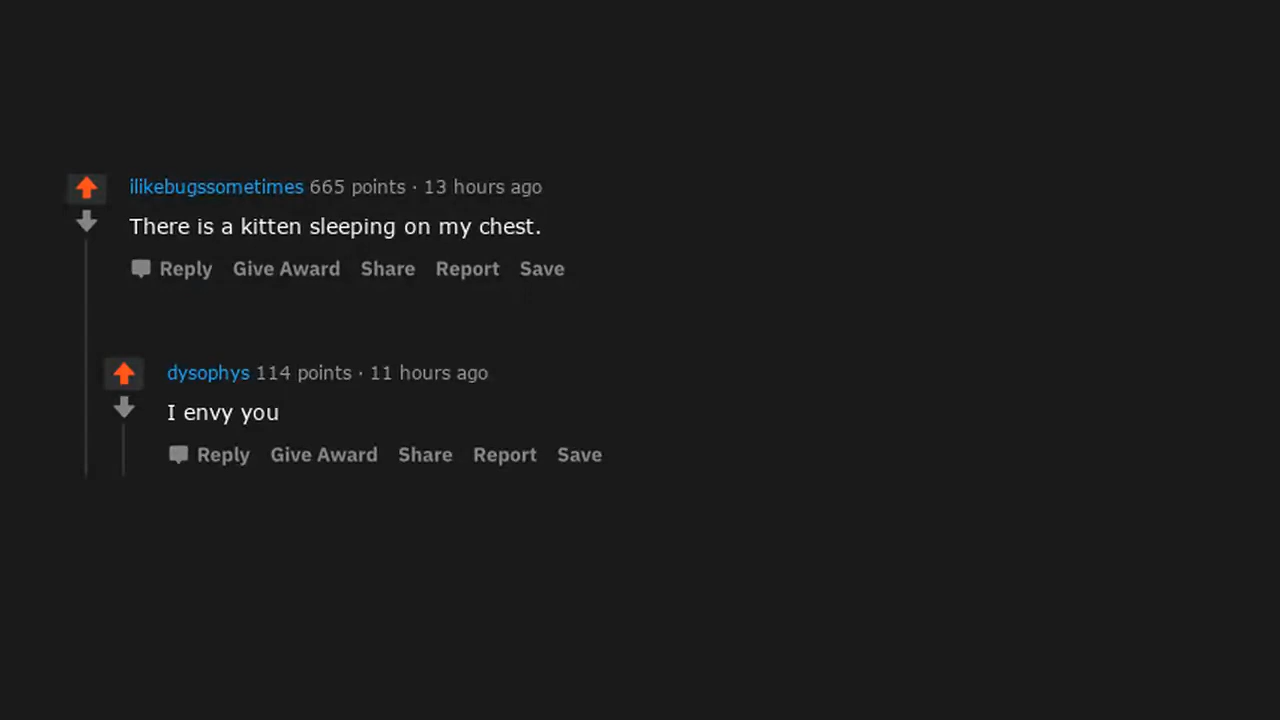 ilikebugssometimes 665 points · 13 hours ago
There is a kitten sleeping on my chest.
Reply Give Award Share Report Save
dysophys 114 points · 11 hours ago
I envy you
Reply Give Award Share Report Save